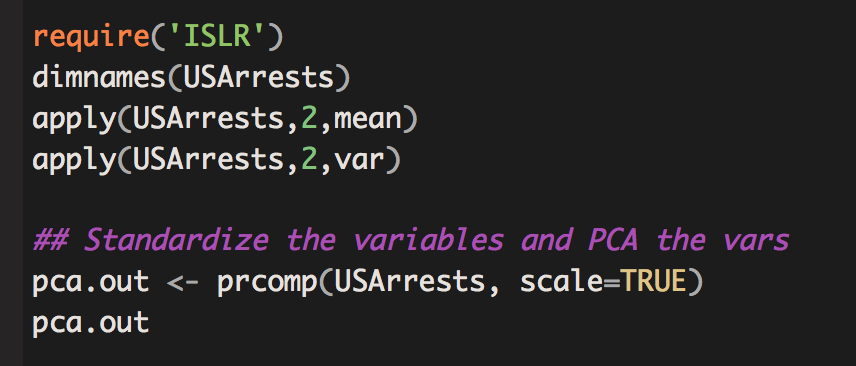 require('ISLR')
dimnames(USArrests)
apply(USArrests,2,mean)
apply(USArrests,2,var)
## Standardize the variables and PCA the vars
pca.out <- prcomp(USArrests, scale=TRUE)
pca.out